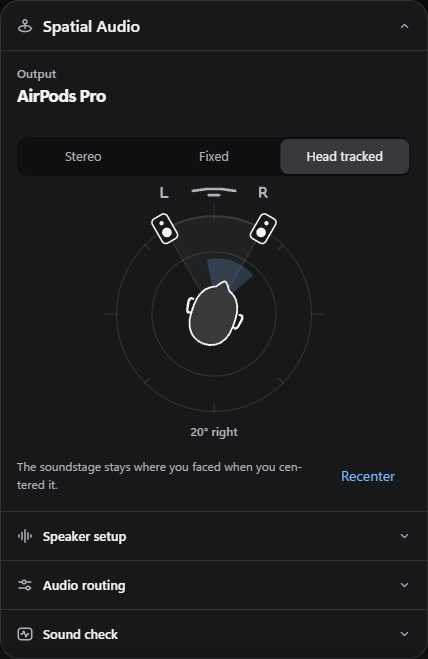 Spatial Audio
Output
AirPods Pro
Stereo
Fixed
Head tracked
L
R
20° right
The soundstage stays where you faced when you cen-
tered it.
Recenter
Speaker setup
Audio routing
Sound check